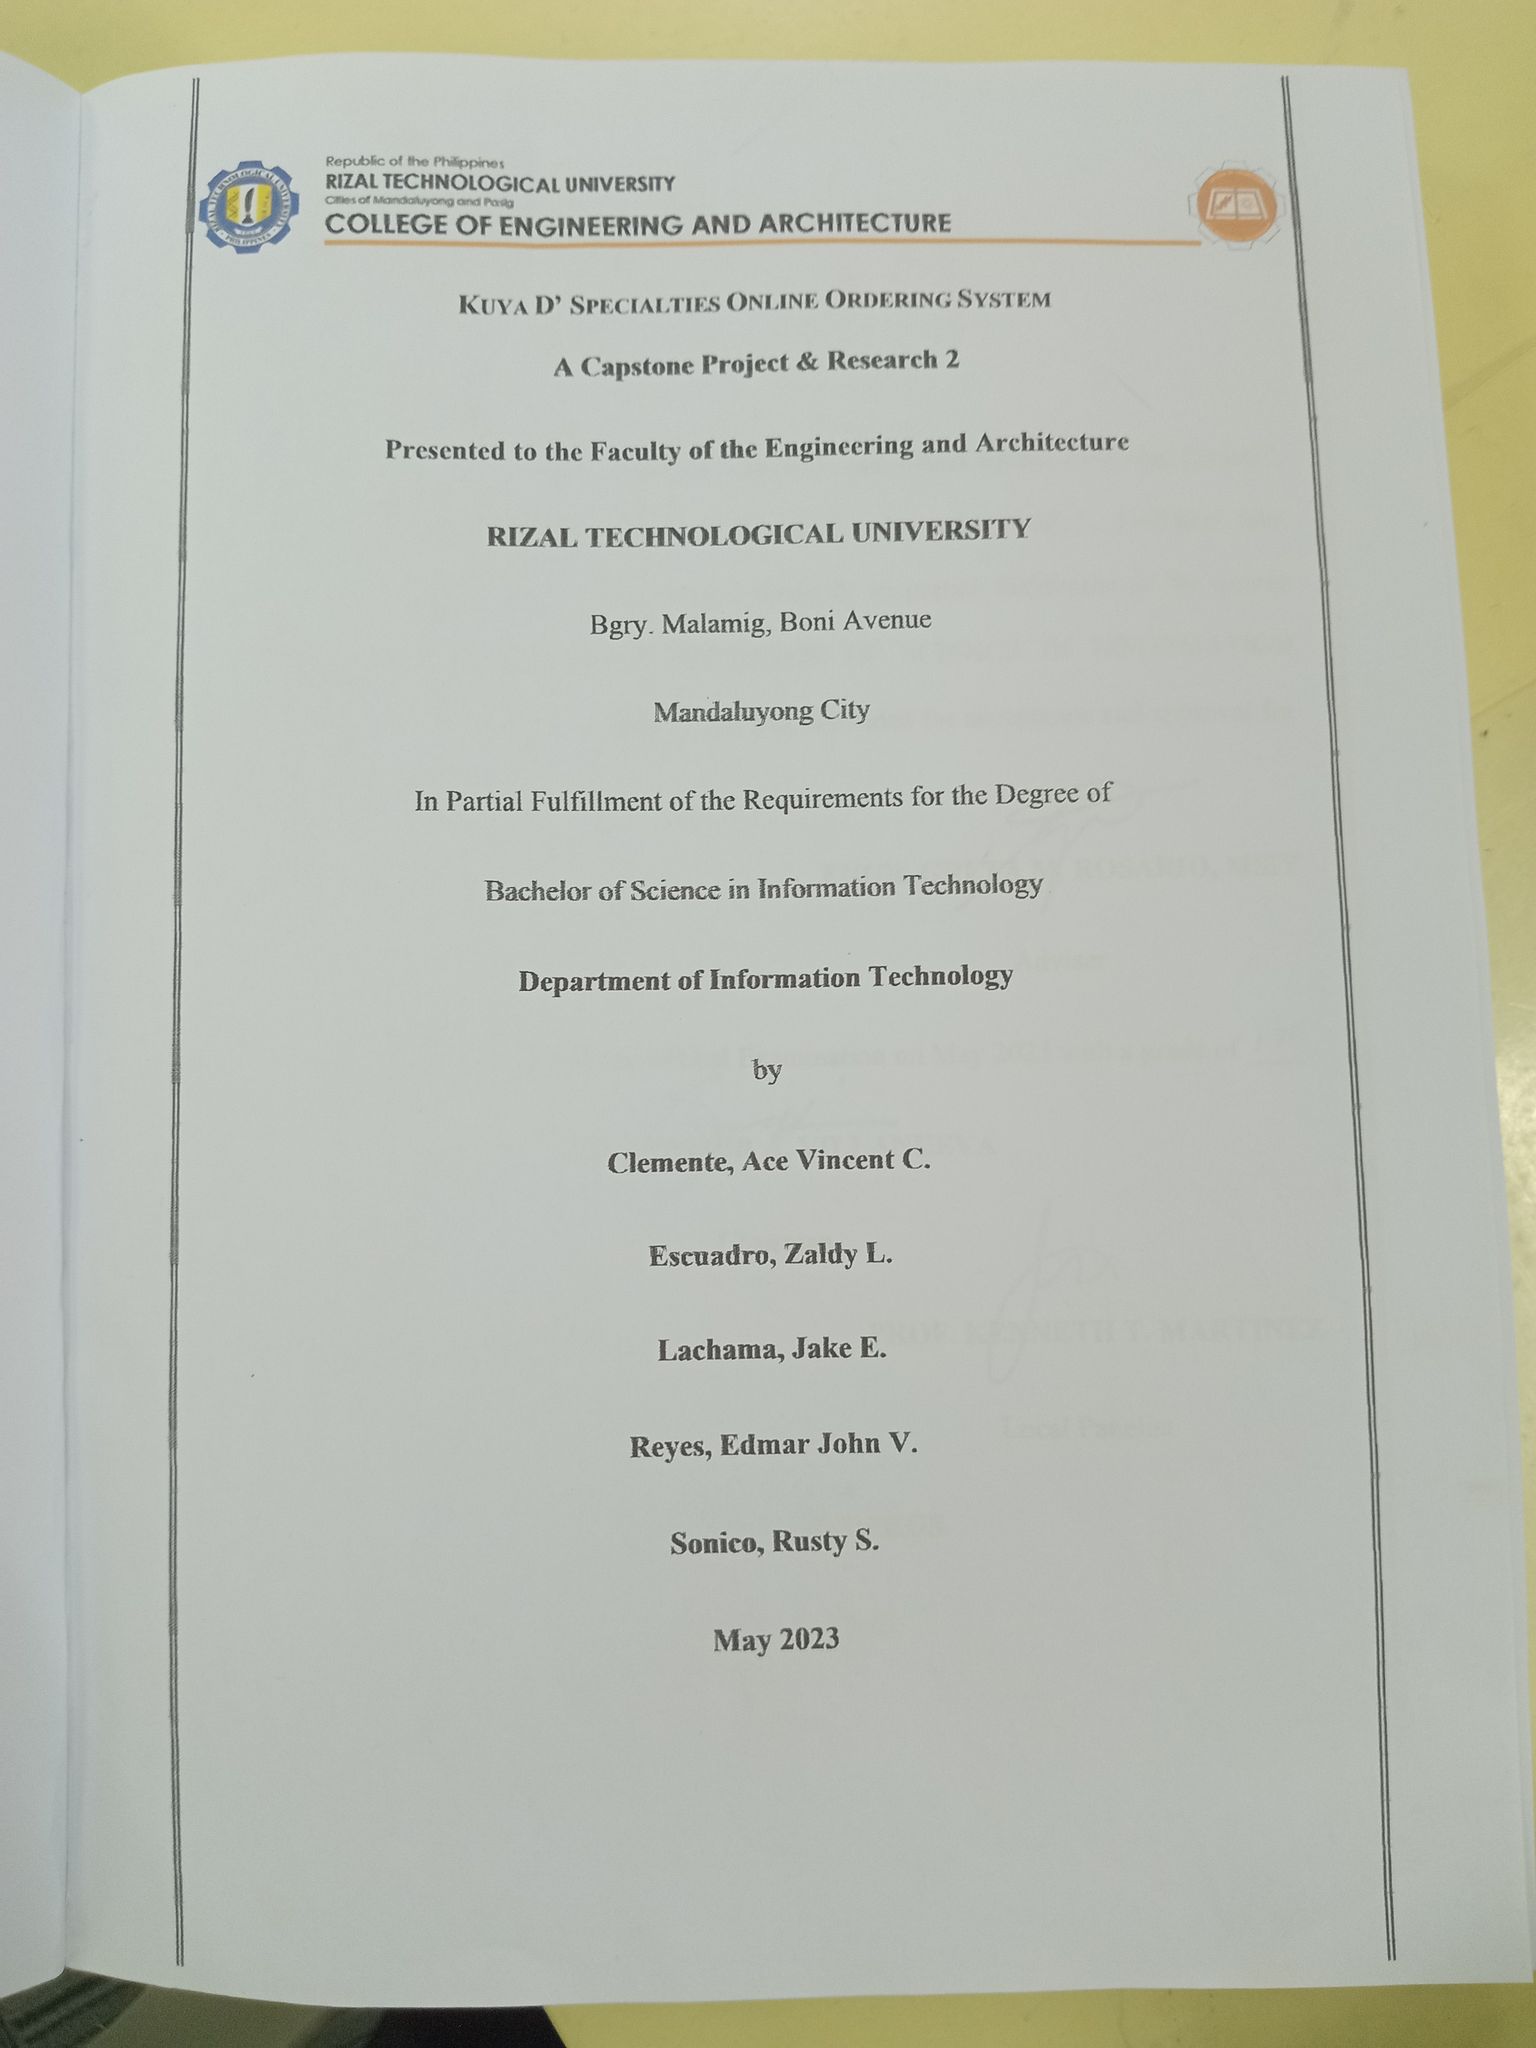 Republic of the Philippines
RIZAL TECHNOLOGICAL UNIVERSITY
Cities of Mandaluyong and Pasig
COLLEGE OF ENGINEERING AND ARCHITECTURE
RIZAL TECHNOLOGICAL UNIVERSITY
PHILIPPINES
KUYA D' SPECIALTIES ONLINE ORDERING SYSTEM
A Capstone Project & Research 2
Presented to the Faculty of the Engineering and Architecture
RIZAL TECHNOLOGICAL UNIVERSITY
Bgry. Malamig, Boni Avenue
Mandaluyong City
In Partial Fulfillment of the Requirements for the Degree of
Bachelor of Science in Information Technology
Department of Information Technology
by
Clemente, Ace Vincent C.
Escuadro, Zaldy L.
Lachama, Jake E.
Reyes, Edmar John V.
Sonico, Rusty S.
May 2023